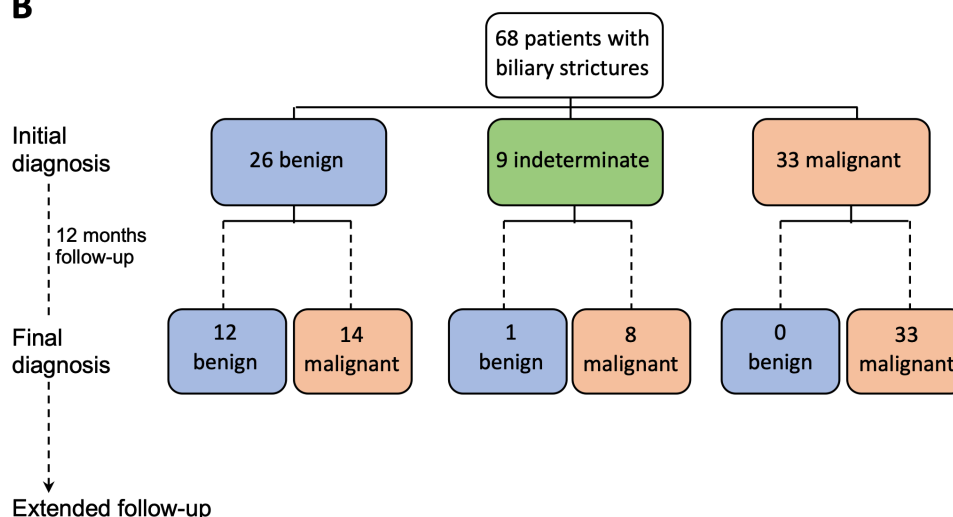 B
68 patients with
biliary strictures
Initial
diagnosis
26 benign
9 indeterminate
33 malignant
12 months
follow-up
Final
diagnosis
12
benign
14
malignant
1
benign
8
malignant
0
benign
33
malignant
Extended follow-up